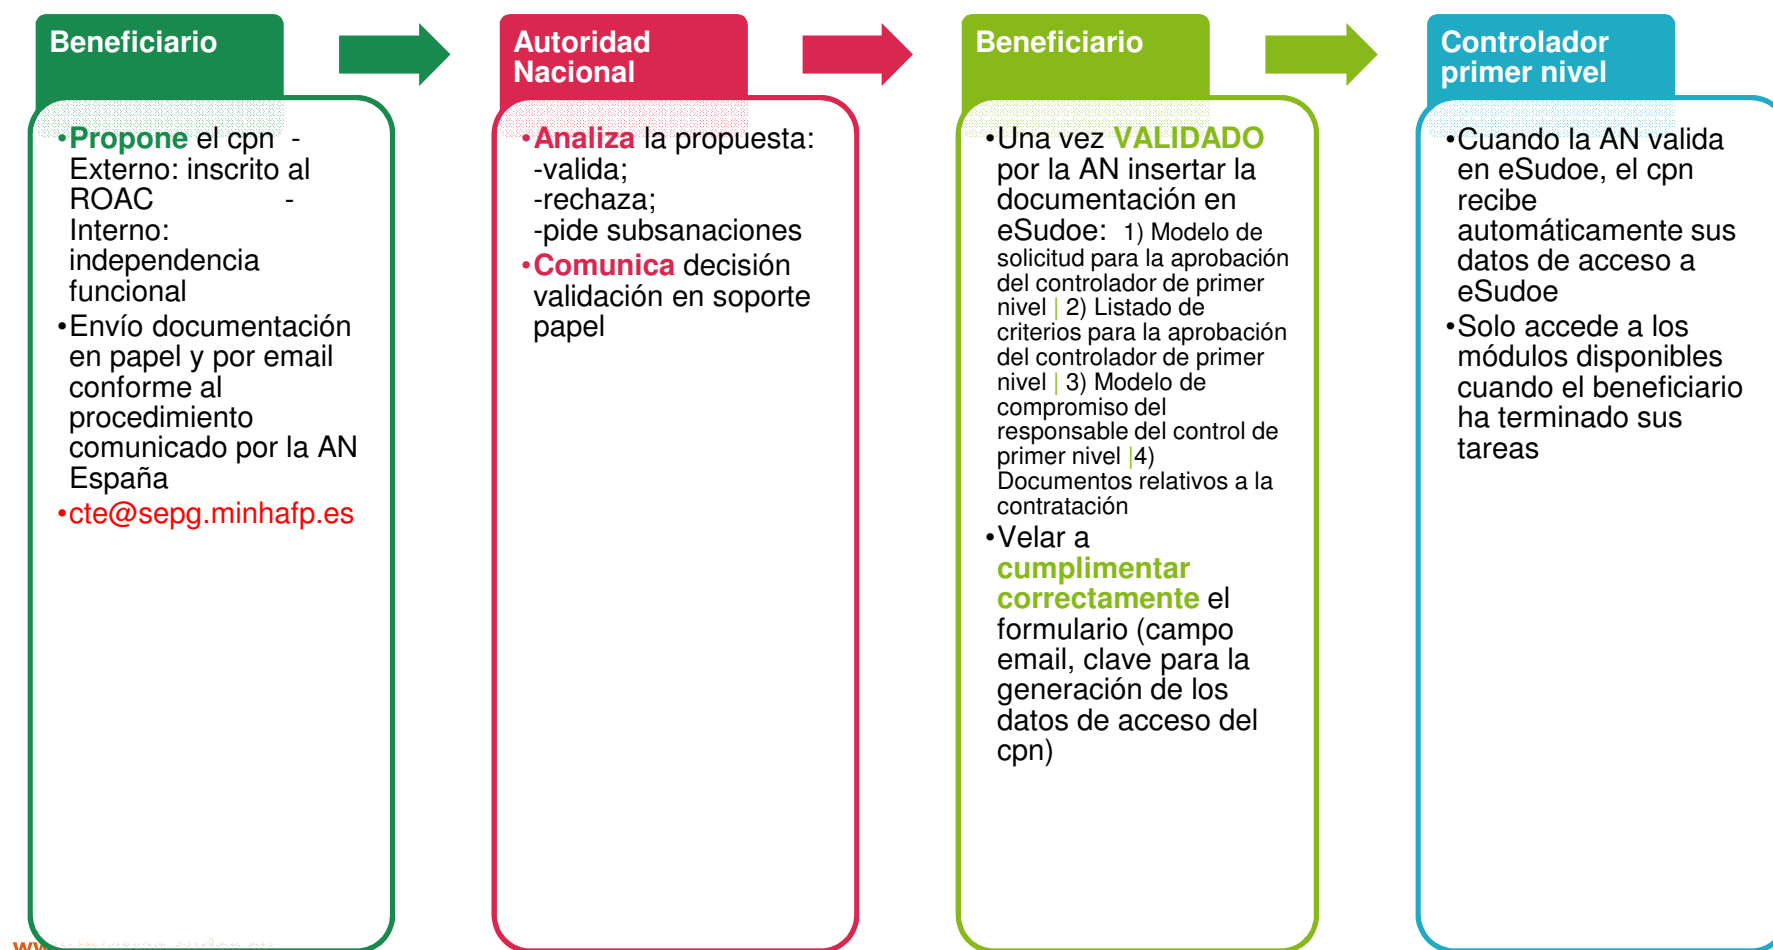 Beneficiario
•Propone el cpn -
Externo: inscrito al
ROAC -
Interno:
independencia
funcional
•Envío documentación
en papel y por email
conforme al
procedimiento
comunicado por la AN
España
•cte@sepg.minhafp.es
Autoridad
Nacional
•Analiza la propuesta:
-valida;
-rechaza;
-pide subsanaciones
•Comunica decisión
validación en soporte
papel
Beneficiario
•Una vez VALIDADO
por la AN insertar la
documentación en
eSudoe: 1) Modelo de
solicitud para la aprobación
del controlador de primer
nivel | 2) Listado de
criterios para la aprobación
del controlador de primer
nivel | 3) Modelo de
compromiso del
responsable del control de
primer nivel |4)
Documentos relativos a la
contratación
•Velar a
cumplimentar
correctamente el
formulario (campo
email, clave para la
generación de los
datos de acceso del
cpn)
Controlador
primer nivel
•Cuando la AN valida
en eSudoe, el cpn
recibe
automáticamente sus
datos de acceso a
eSudoe
•Solo accede a los
módulos disponibles
cuando el beneficiario
ha terminado sus
tareas